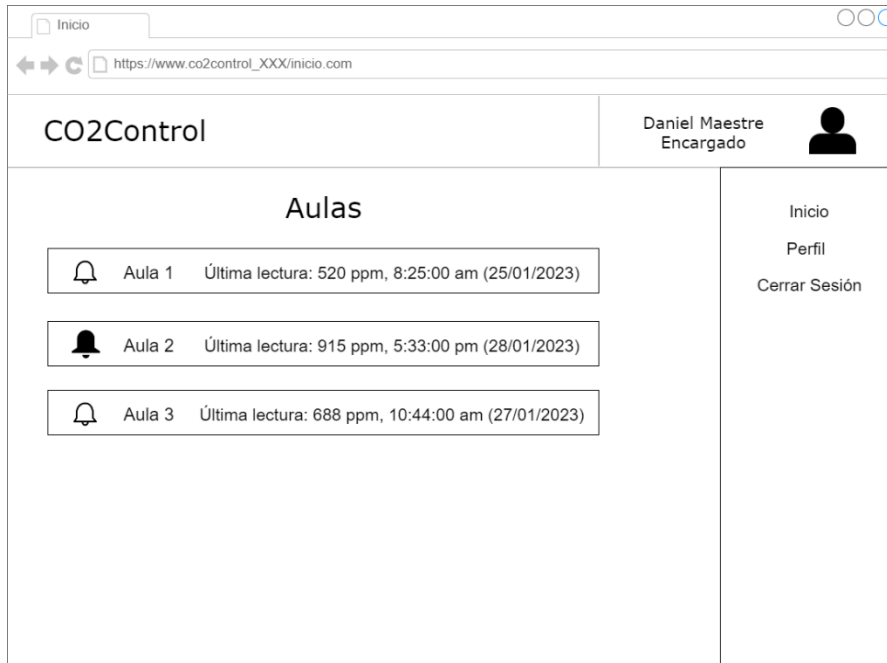 Inicio
https://www.co2control_XXX/inicio.com
CO2Control
Daniel Maestre
Encargado
Aulas
Aula 1 Última lectura: 520 ppm, 8:25:00 am (25/01/2023)
Aula 2 Última lectura: 915 ppm, 5:33:00 pm (28/01/2023)
Aula 3 Última lectura: 688 ppm, 10:44:00 am (27/01/2023)
Inicio
Perfil
Cerrar Sesión